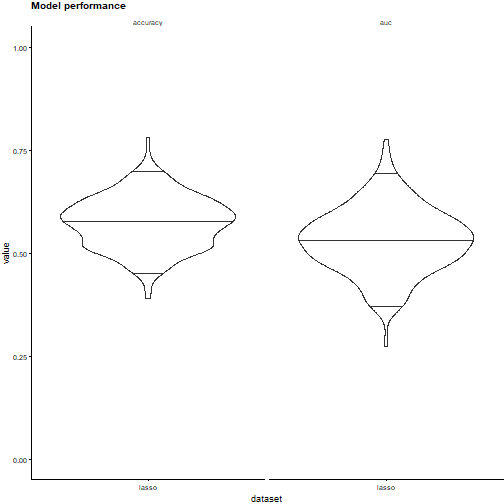 Model performance
accuracy
auc
1.00
0.75
0.50
0.25
0.00
value
lasso
lasso
dataset